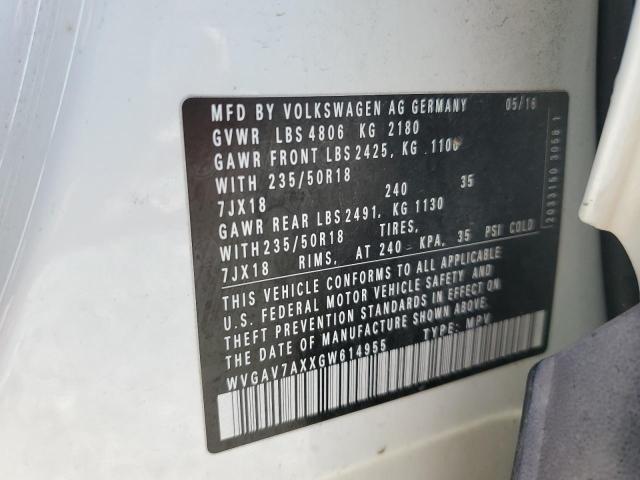 MFD BY VOLKSWAGEN AG GERMANY 05/16
GVWR LBS 4806 KG 2180
GAWR FRONT LBS 2425, KG 1100
WITH 235/50R18
7JX18 240 35
GAWR REAR LBS 2491, KG 1130
WITH 235/50R18 TIRES,
7JX18 RIMS, AT 240 KPA, 35 PSI COLD
THIS VEHICLE CONFORMS TO ALL APPLICABLE
U.S. FEDERAL MOTOR VEHICLE SAFETY AND
THEFT PREVENTION STANDARDS IN EFFECT ON
THE DATE OF MANUFACTURE SHOWN ABOVE.
WVGAV7AXXGW614955 TYPE: MPV
2033150 3058 1